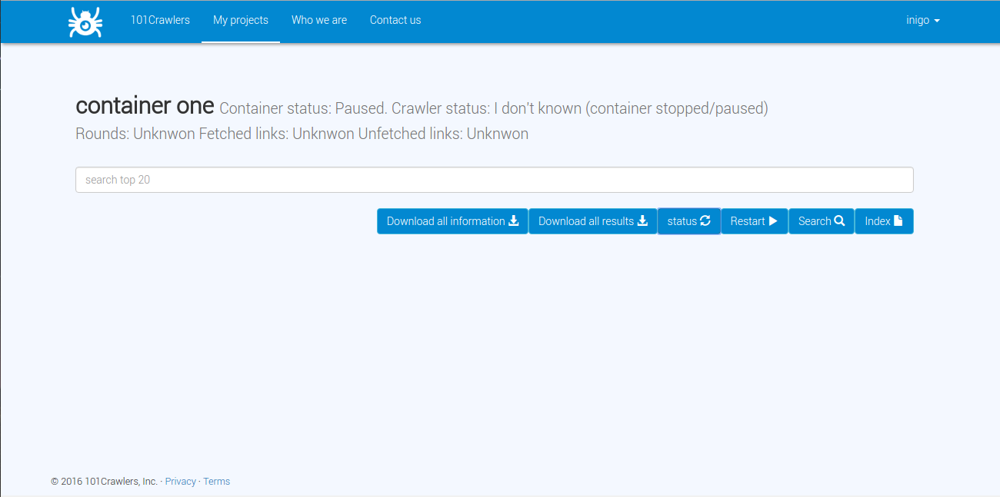 101Crawlers My projects Who we are Contact us inigo
container one Container status: Paused. Crawler status: I don't known (container stopped/paused)
Rounds: Unknwon Fetched links: Unknwon Unfetched links: Unknwon
search top 20
Download all information Download all results status Restart Search Index
© 2016 101Crawlers, Inc. · Privacy · Terms